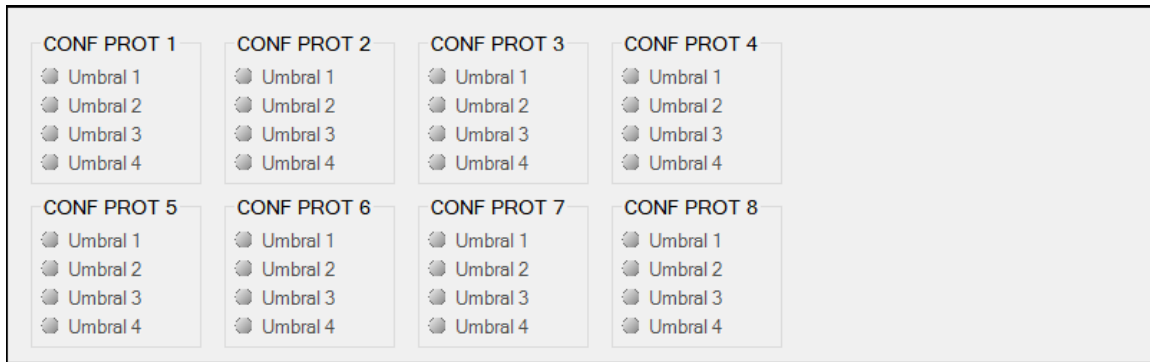 CONF PROT 1 CONF PROT 2 CONF PROT 3 CONF PROT 4
Umbral 1 Umbral 1 Umbral 1 Umbral 1
Umbral 2 Umbral 2 Umbral 2 Umbral 2
Umbral 3 Umbral 3 Umbral 3 Umbral 3
Umbral 4 Umbral 4 Umbral 4 Umbral 4
CONF PROT 5 CONF PROT 6 CONF PROT 7 CONF PROT 8
Umbral 1 Umbral 1 Umbral 1 Umbral 1
Umbral 2 Umbral 2 Umbral 2 Umbral 2
Umbral 3 Umbral 3 Umbral 3 Umbral 3
Umbral 4 Umbral 4 Umbral 4 Umbral 4